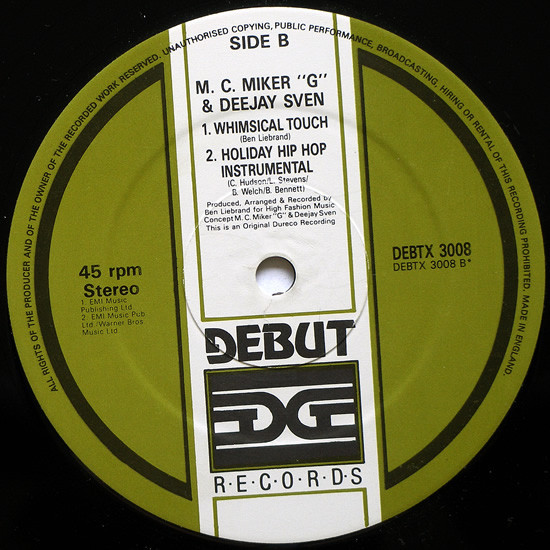 ALL RIGHTS OF THE PRODUCER AND OF THE OWNER OF THE RECORDED WORK RESERVED. UNAUTHORISED COPYING, PUBLIC PERFORMANCE, BROADCASTING, HIRING OR RENTAL OF THIS RECORDING PROHIBITED. MADE IN ENGLAND.
SIDE B
M. C. MIKER "G"
& DEEJAY SVEN
1. WHIMSICAL TOUCH
(Ben Liebrand)
2. HOLIDAY HIP HOP
INSTRUMENTAL
(C. Hudson/L. Stevens/
B. Welch/B. Bennett)
Produced, Arranged & Recorded by
Ben Liebrand for High Fashion Music
Concept M. C. Miker "G" & Deejay Sven
This is an Original Dureco Recording
45 rpm
Stereo
1. EMI Music
Publishing Ltd.
2. EMI Music Pub
Ltd./Warner Bros
Music Ltd.
DEBTX 3008
DEBTX 3008 B*
DEBUT
R·E·C·O·R·D·S